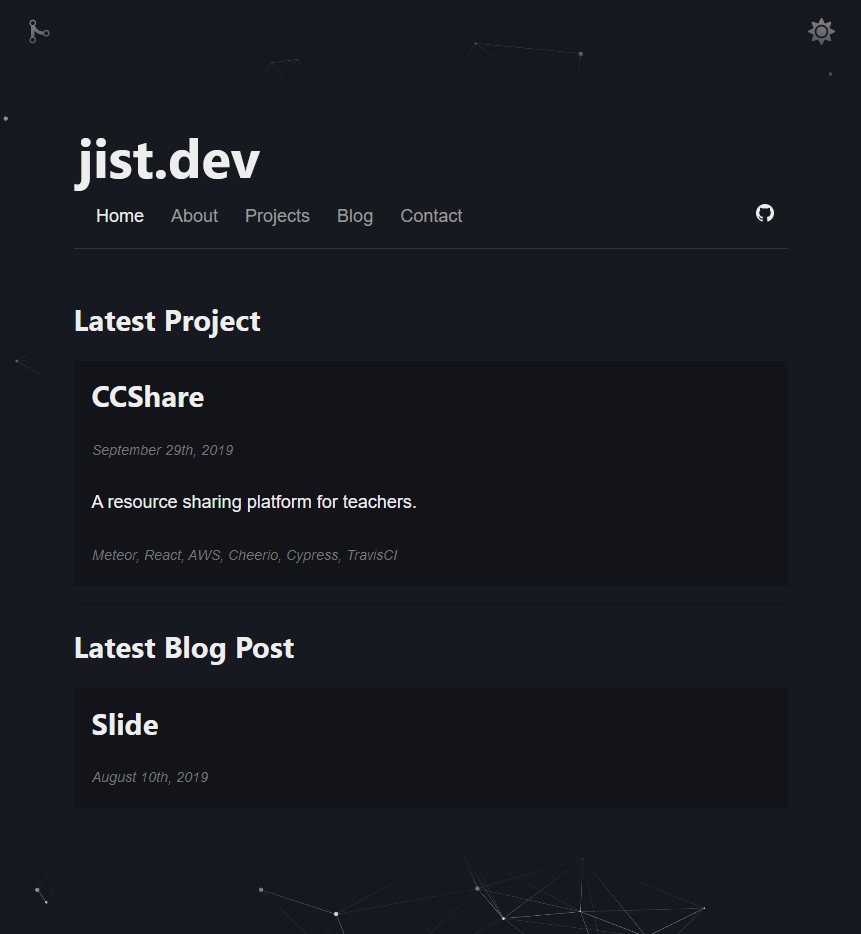 jist.dev
Home About Projects Blog Contact
Latest Project
CCShare
September 29th, 2019
A resource sharing platform for teachers.
Meteor, React, AWS, Cheerio, Cypress, TravisCI
Latest Blog Post
Slide
August 10th, 2019